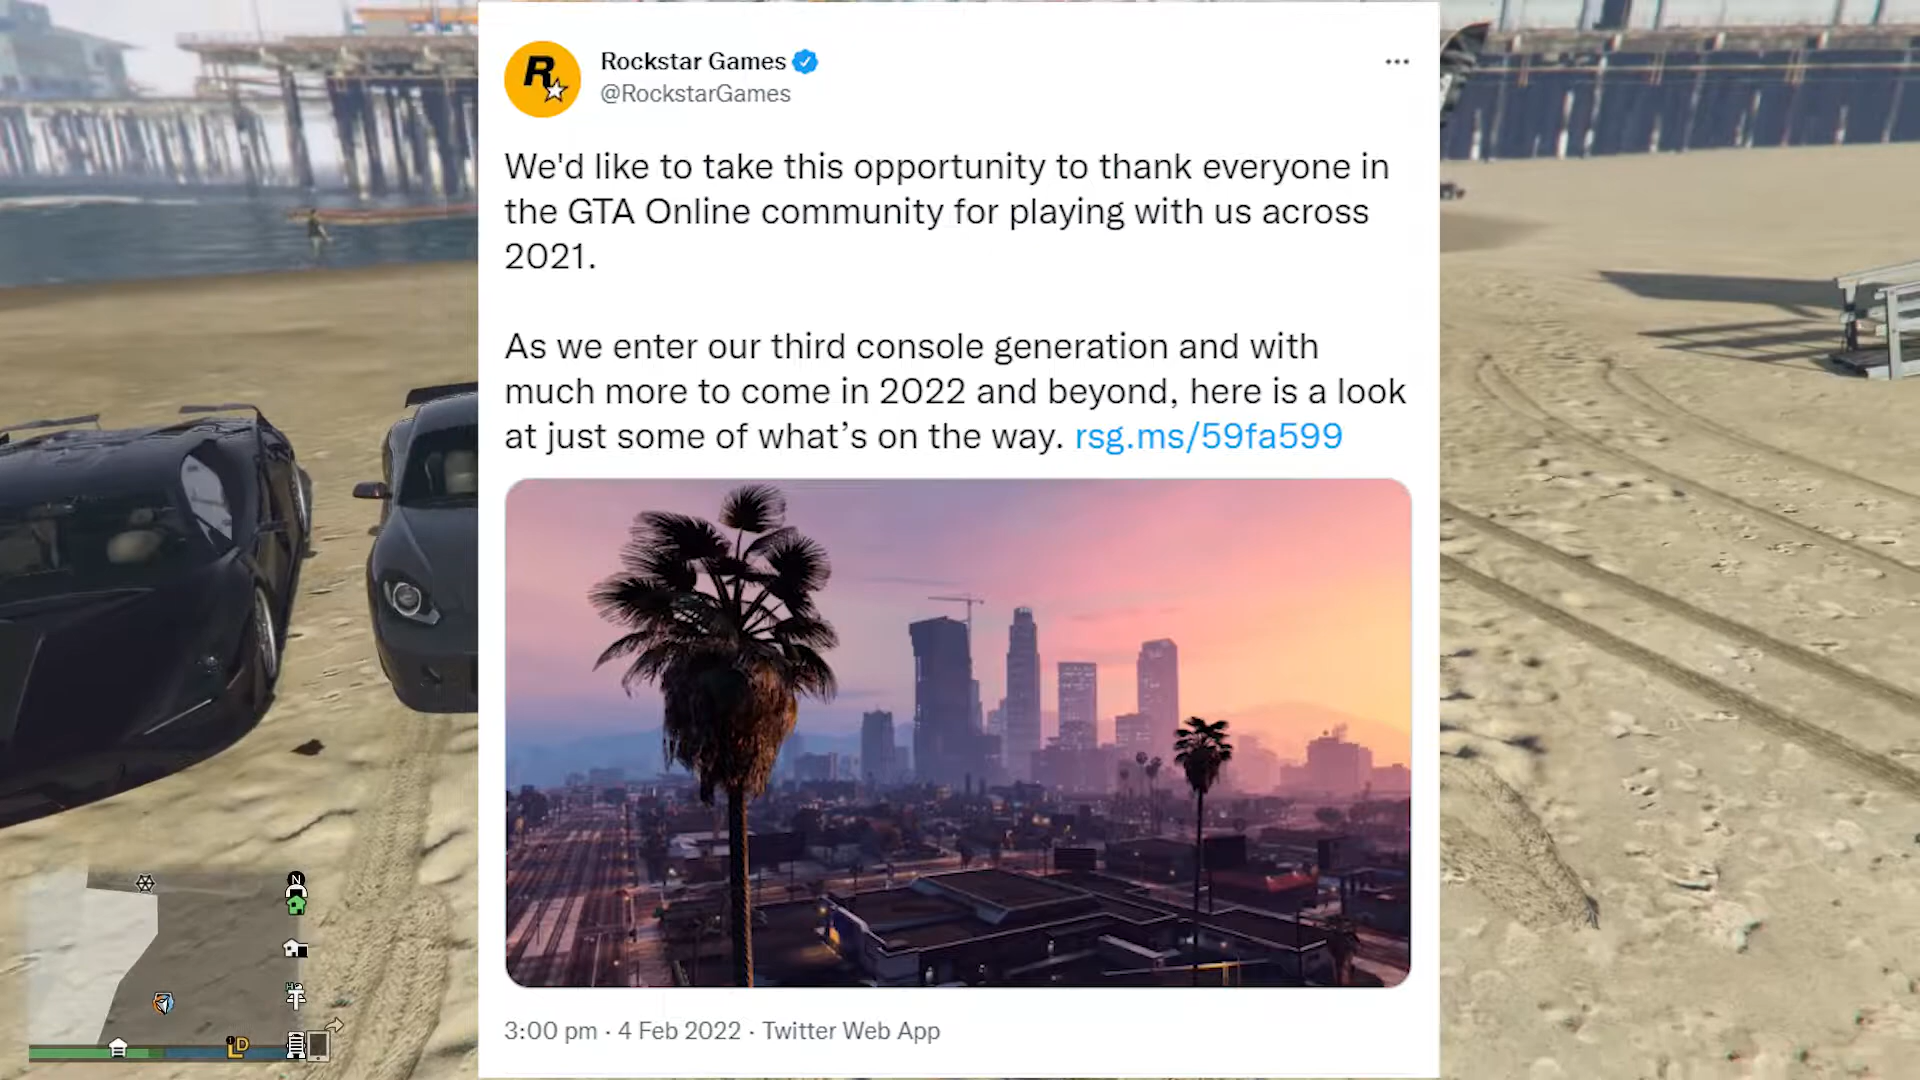 Rockstar Games
@RockstarGames
We'd like to take this opportunity to thank everyone in
the GTA Online community for playing with us across
2021.
As we enter our third console generation and with
much more to come in 2022 and beyond, here is a look
at just some of what’s on the way. rsg.ms/59fa599
3:00 pm · 4 Feb 2022 · Twitter Web App
R
N
H
LD